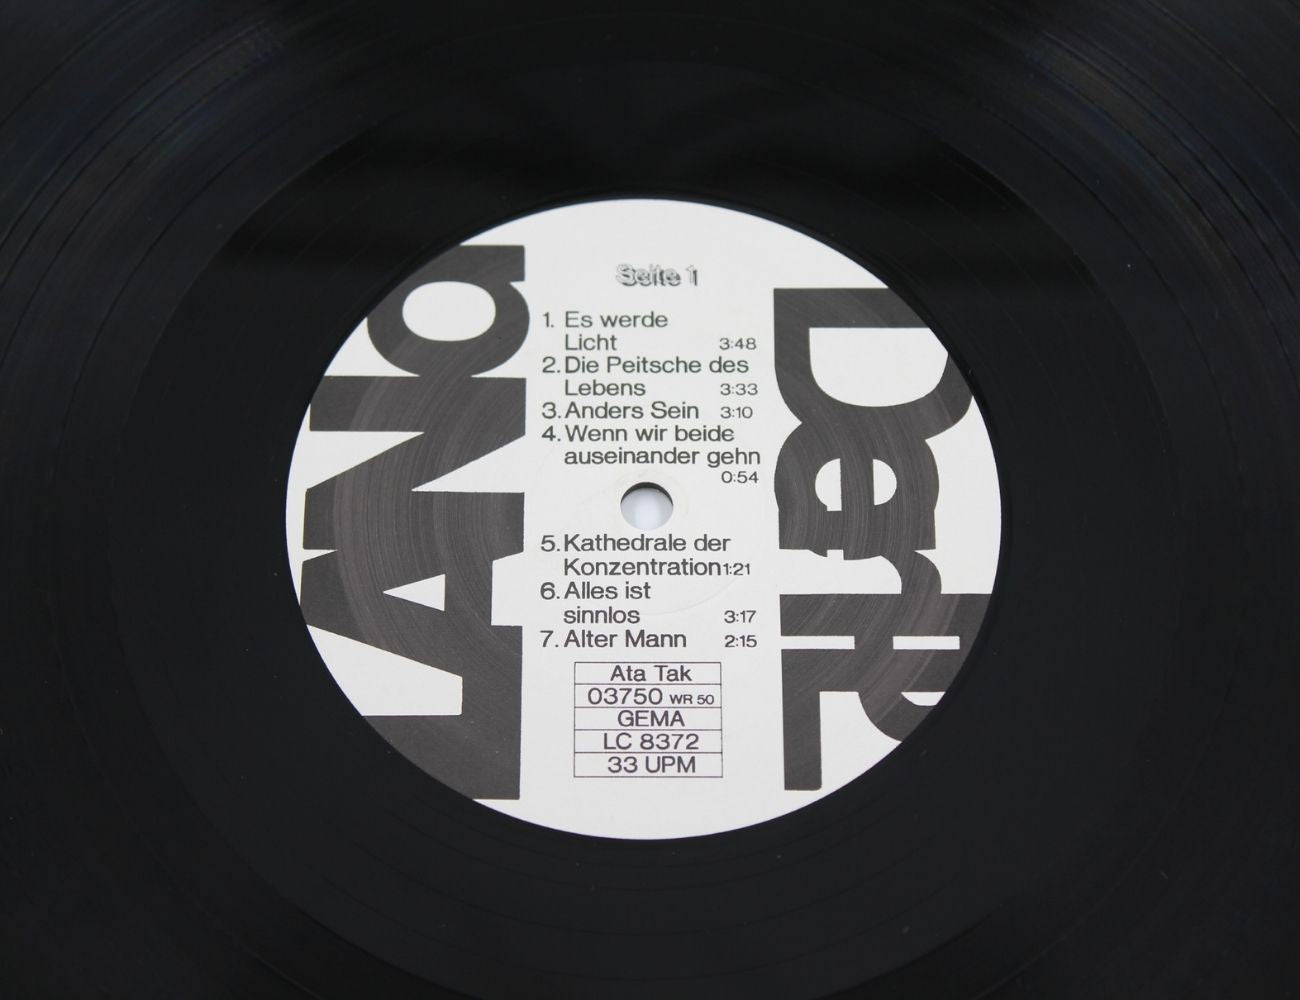 Seite 1
1. Es werde
Licht 3:48
2. Die Peitsche des
Lebens 3:33
3. Anders Sein 3:10
4. Wenn wir beide
auseinander gehn
0:54
5. Kathedrale der
Konzentration 1:21
6. Alles ist
sinnlos 3:17
7. Alter Mann 2:15
Ata Tak
03750 WR 50
GEMA
LC 8372
33 UPM
Der